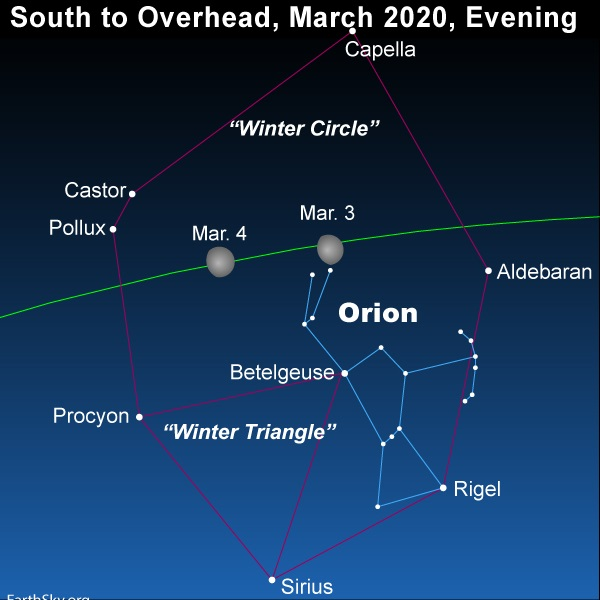 South to Overhead, March 2020, Evening
Capella
“Winter Circle”
Castor
Pollux
Mar. 4
Mar. 3
Aldebaran
Orion
Betelgeuse
Procyon
“Winter Triangle”
Rigel
Sirius
EarthSky.org